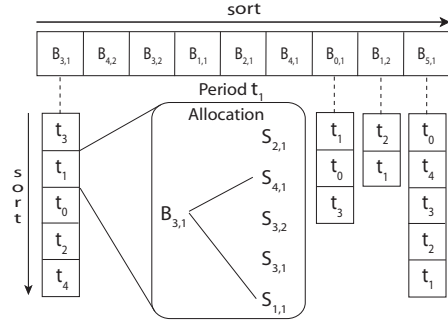 sort
B3,1 B4,2 B3,2 B1,1 B2,1 B4,1 B0,1 B1,2 B5,1
sort
t3
t1
t0
t2
t4
Period t1
Allocation
B3,1
S2,1
S4,1
S3,2
S3,1
S1,1
t1
t0
t3
t2
t1
t0
t4
t3
t2
t1